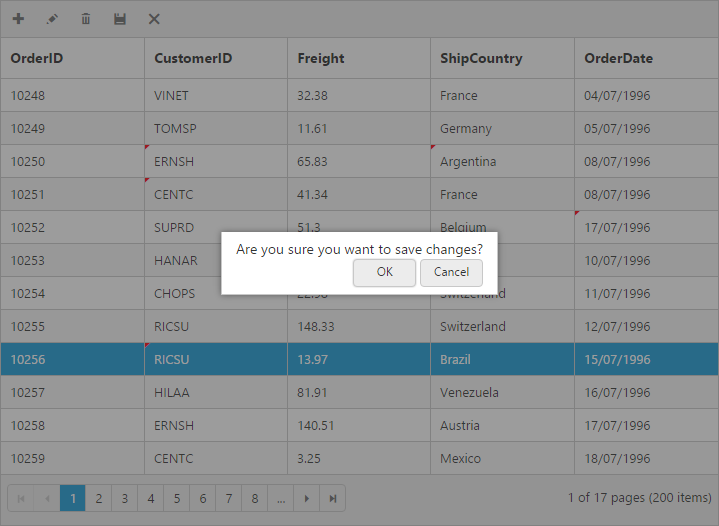 OrderID CustomerID Freight ShipCountry OrderDate
10248 VINET 32.38 France 04/07/1996
10249 TOMSP 11.61 Germany 05/07/1996
10250 ERNSH 65.83 Argentina 08/07/1996
10251 CENTC 41.34 France 08/07/1996
10252 SUPRD 51.3 Belgium 17/07/1996
Are you sure you want to save changes?
10253 HANAR 10/07/1996
OK Cancel
10254 CHOPS Switzerland 11/07/1996
10255 RICSU 148.33 Switzerland 12/07/1996
10256 RICSU 13.97 Brazil 15/07/1996
10257 HILAA 81.91 Venezuela 16/07/1996
10258 ERNSH 140.51 Austria 17/07/1996
10259 CENTC 3.25 Mexico 18/07/1996
1 2 3 4 5 6 7 8 ... 1 of 17 pages (200 items)